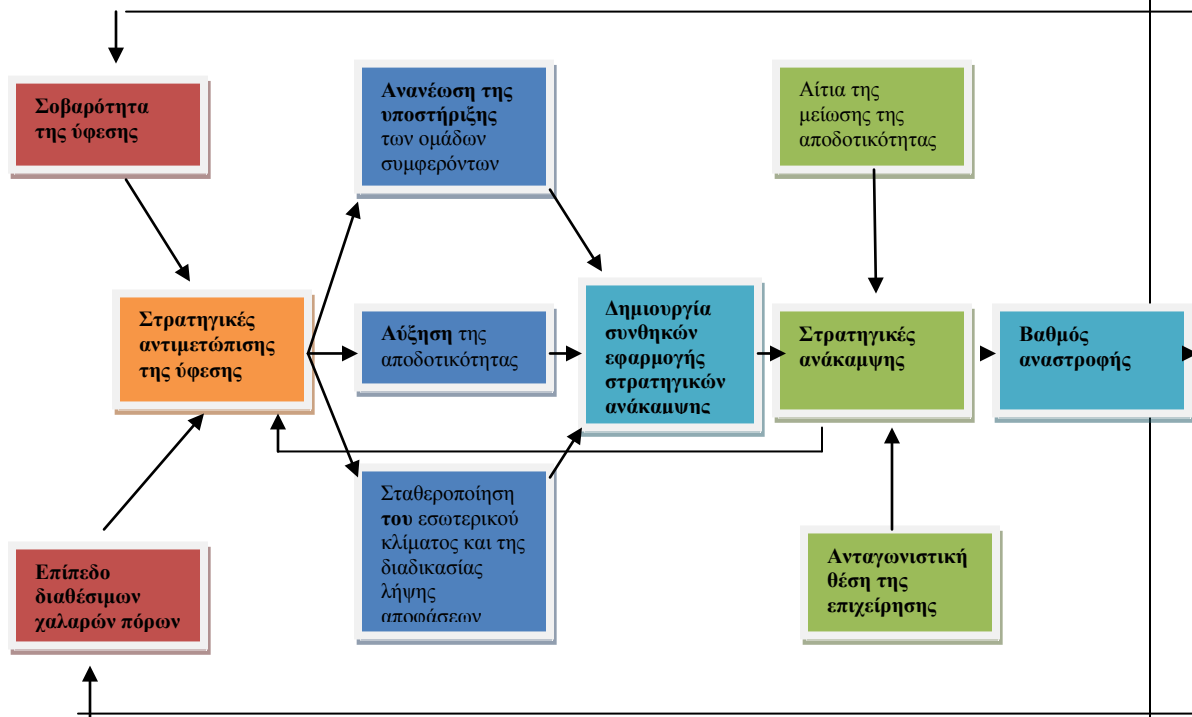 Σοβαρότητα
της ύφεσης
Ανανέωση της
υποστήριξης
των ομάδων
συμφερόντων
Αίτια της
μείωσης της
αποδοτικότητας
Στρατηγικές
αντιμετώπισης
της ύφεσης
Αύξηση της
αποδοτικότητας
Δημιουργία
συνθηκών
εφαρμογής
στρατηγικών
ανάκαμψης
Στρατηγικές
ανάκαμψης
Βαθμός
αναστροφής
Επίπεδο
διαθέσιμων
χαλαρών πόρων
Σταθεροποίηση
του εσωτερικού
κλίματος και της
διαδικασίας
λήψης
αποφάσεων
Ανταγωνιστική
θέση της
επιχείρησης